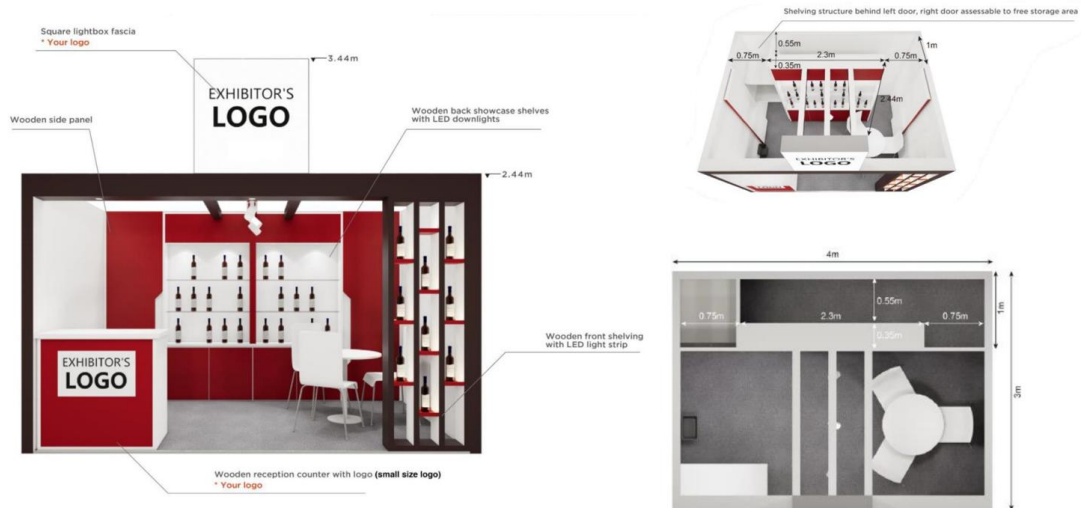 Square lightbox fascia
* Your logo
3.44m
EXHIBITOR'S
LOGO
Wooden side panel
Wooden back showcase shelves
with LED downlights
2.44m
EXHIBITOR'S
LOGO
Wooden front shelving
with LED light strip
Wooden reception counter with logo (small size logo)
* Your logo
Shelving structure behind left door, right door assessable to free storage area
0.55m
1m
0.75m
2.3m
0.75m
0.35m
2.44m
EXHIBITOR'S
LOGO
4m
0.55m
1m
0.75m
2.3m
0.75m
0.35m
3m